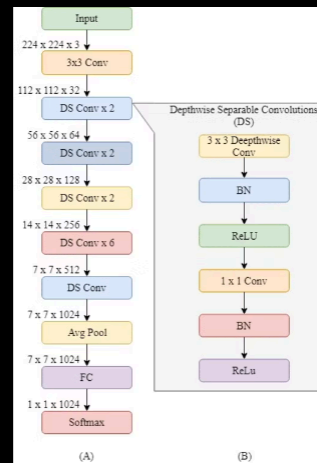 Input
224 x 224 x 3
3x3 Conv
112 x 112 x 32
DS Conv x 2
56 x 56 x 64
DS Conv x 2
28 x 28 x 128
DS Conv x 2
14 x 14 x 256
DS Conv x 6
7 x 7 x 512
DS Conv
7 x 7 x 1024
Avg Pool
7 x 7 x 1024
FC
1 x 1 x 1024
Softmax
(A)
Depthwise Separable Convolutions
(DS)
3 x 3 Deepthwise
Conv
BN
ReLU
1 x 1 Conv
BN
ReLu
(B)